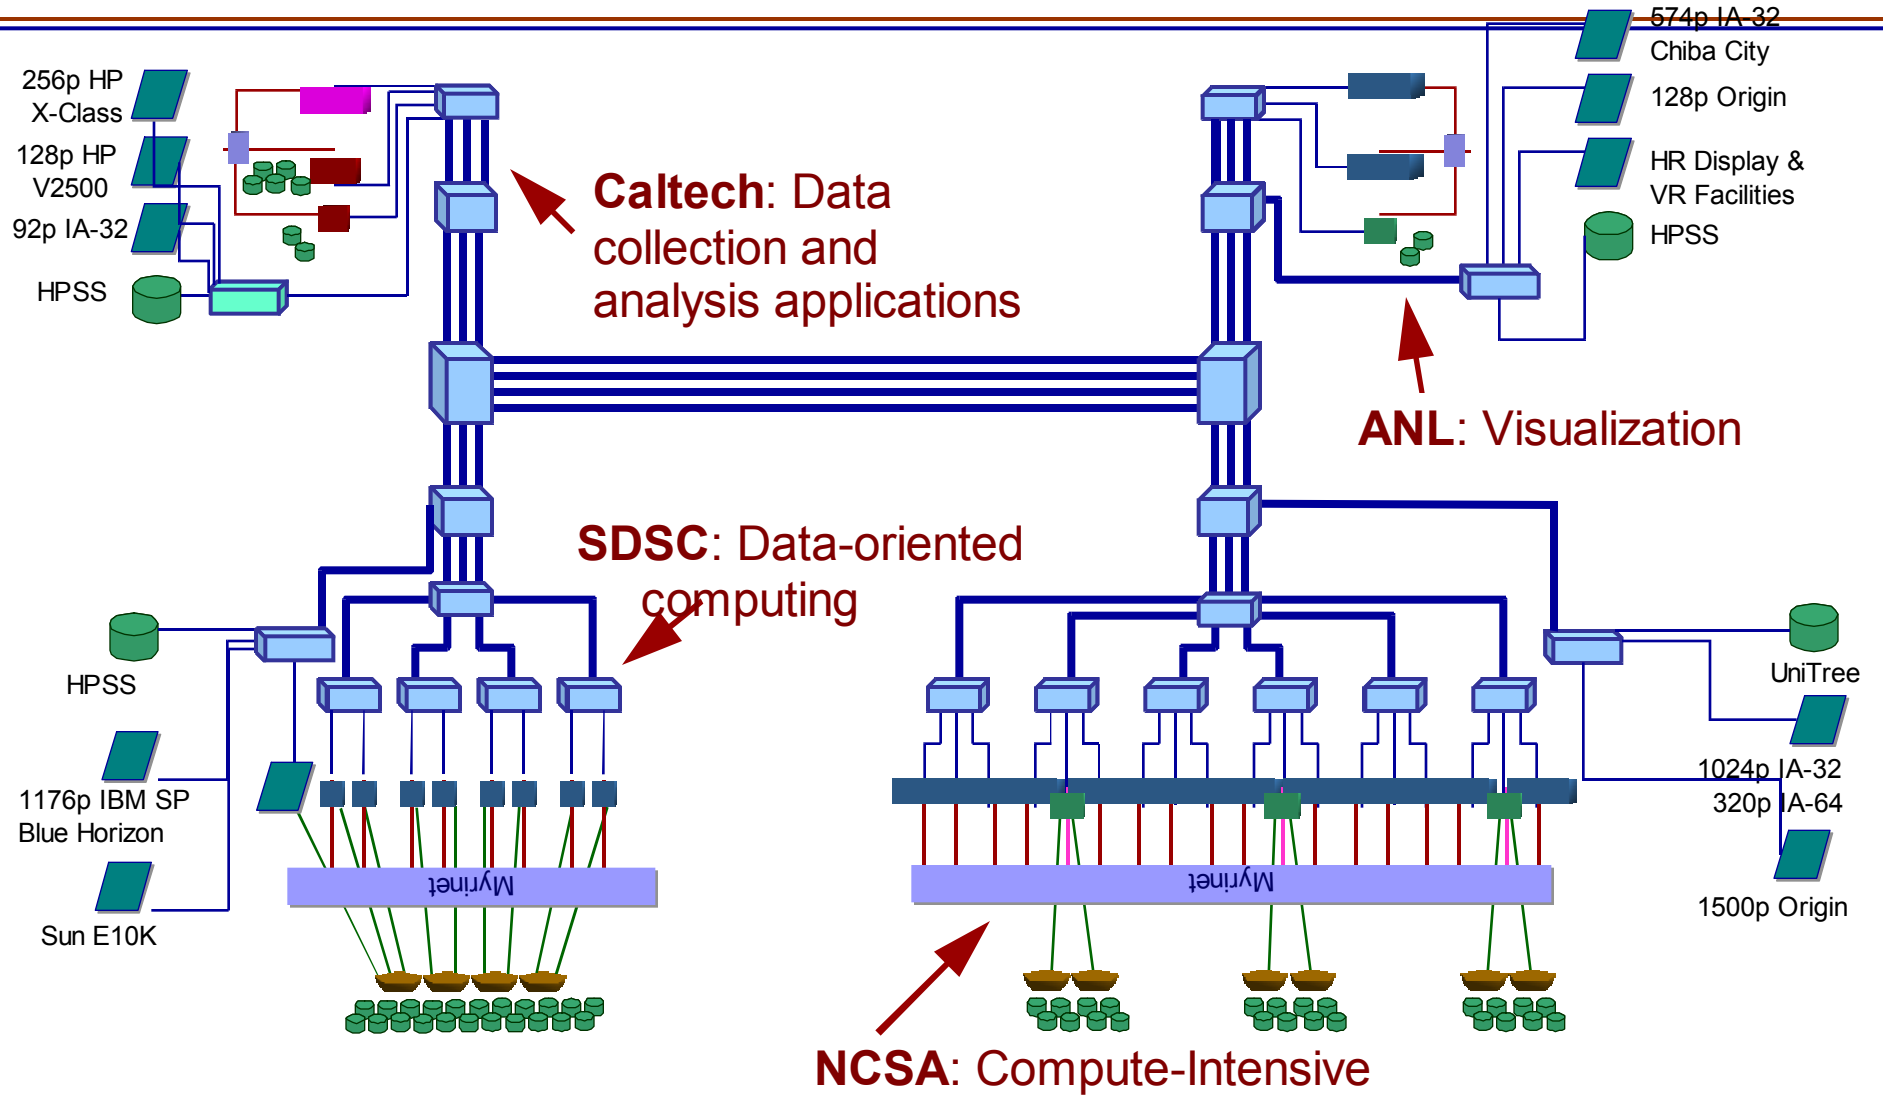 574p IA-32
Chiba City
256p HP
X-Class
128p Origin
128p HP
V2500
HR Display &
VR Facilities
92p IA-32
HPSS
HPSS
Caltech: Data
collection and
analysis applications
ANL: Visualization
SDSC: Data-oriented
computing
HPSS
UniTree
1176p IBM SP
Blue Horizon
1024p IA-32
320p IA-64
Myrinet
Myrinet
Sun E10K
1500p Origin
NCSA: Compute-Intensive